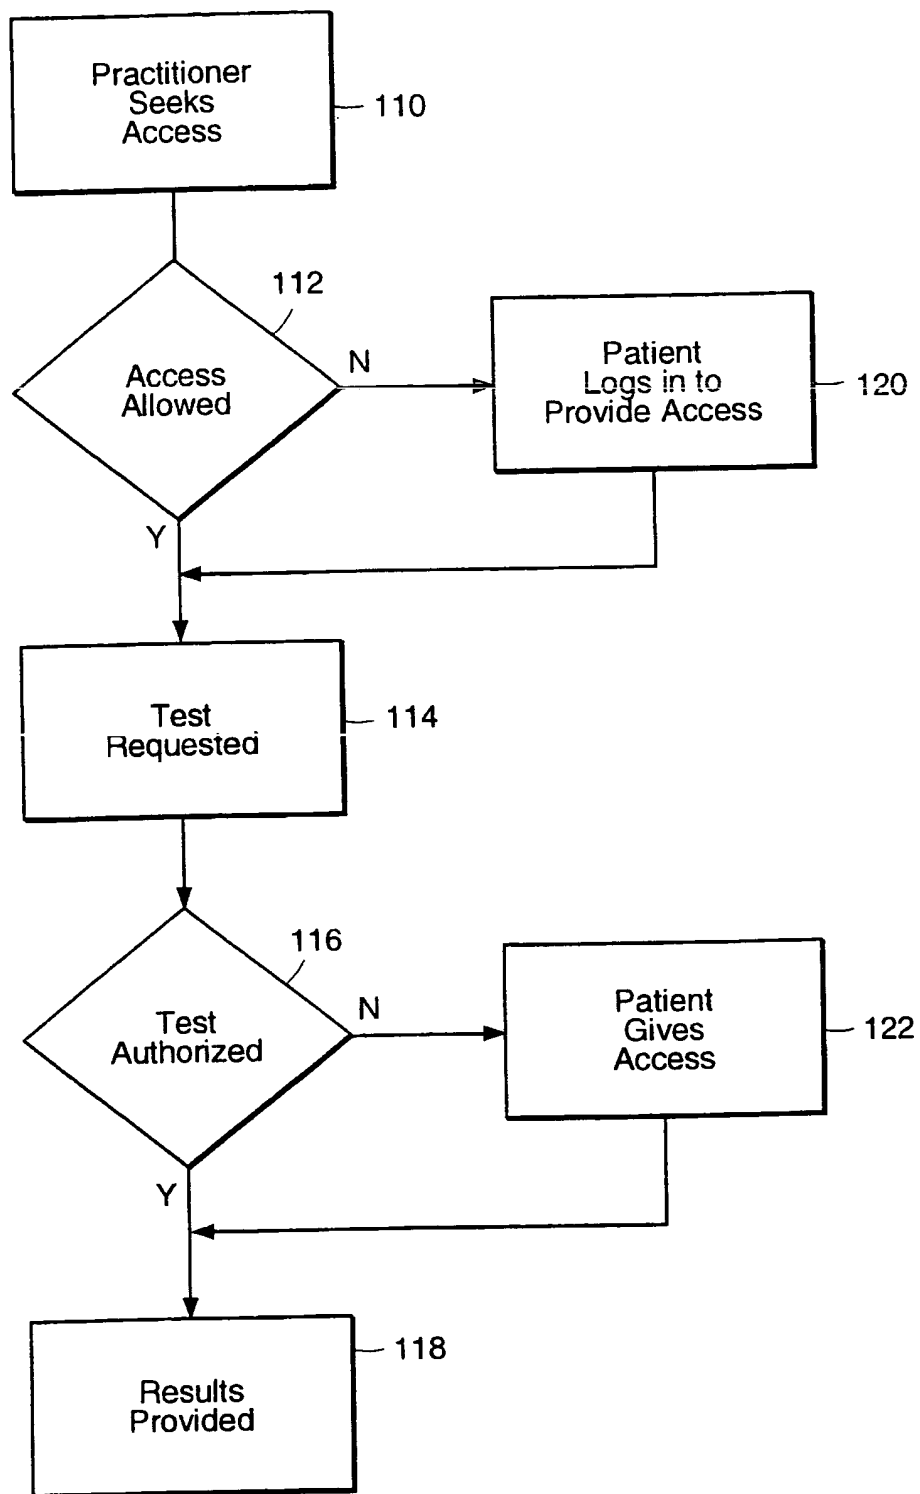 Practitioner
Seeks
Access
110
112
Access
Allowed
N
Y
Patient
Logs in to
Provide Access
120
Test
Requested
114
116
Test
Authorized
N
Y
Patient
Gives
Access
122
118
Results
Provided